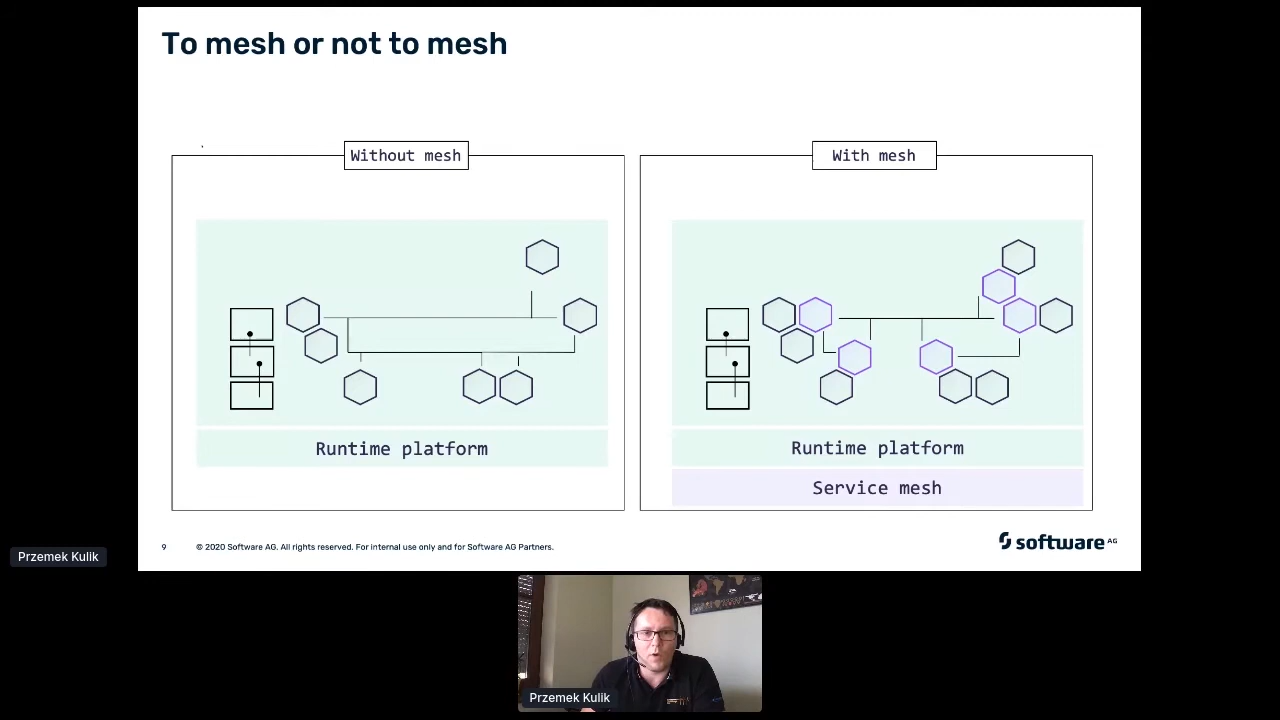 To mesh or not to mesh
Without mesh
With mesh
Runtime platform
Runtime platform
Service mesh
9
© 2020 Software AG. All rights reserved. For internal use only and for Software AG Partners.
software AG
Przemek Kulik
Przemek Kulik